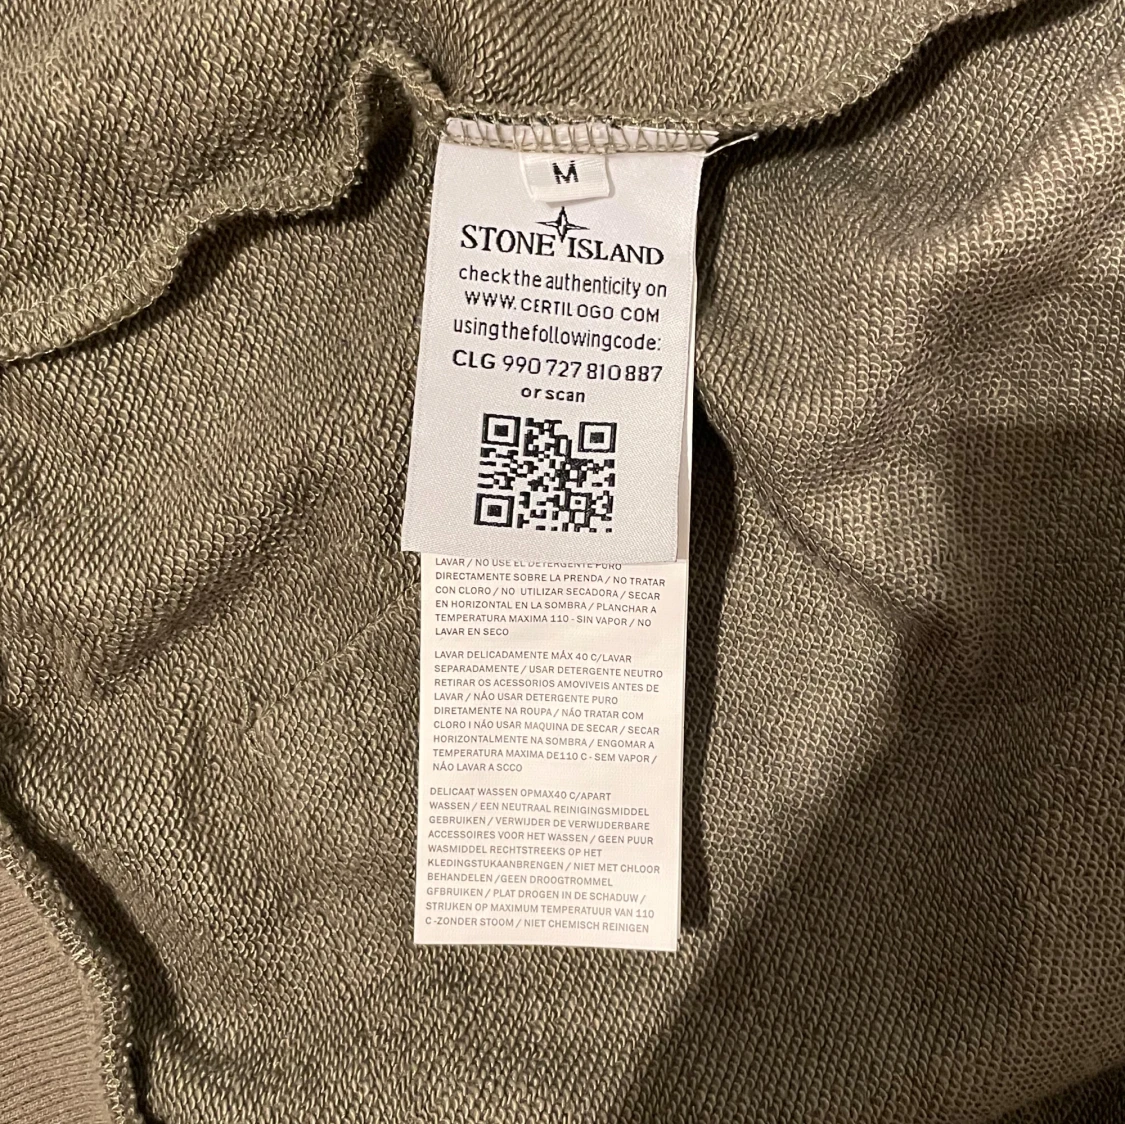 M
STONE ISLAND
check the authenticity on
WWW.CERTILOGO COM
usingthefollowingcode:
CLG 990 727 810 887
or scan
LAVAR / NO USE EL DETERGENTE PURO
DIRECTAMENTE SOBRE LA PRENDA / NO TRATAR
CON CLORO / NO UTILIZAR SECADORA / SECAR
EN HORIZONTAL EN LA SOMBRA / PLANCHAR A
TEMPERATURA MAXIMA 110 - SIN VAPOR / NO
LAVAR EN SECO
LAVAR DELICADAMENTE MÁX 40 C/LAVAR
SEPARADAMENTE / USAR DETERGENTE NEUTRO
RETIRAR OS ACESSORIOS AMOVIVEIS ANTES DE
LAVAR / NÃO USAR DETERGENTE PURO
DIRETAMENTE NA ROUPA / NÃO TRATAR COM
CLORO I NÃO USAR MAQUINA DE SECAR / SECAR
HORIZONTALMENTE NA SOMBRA / ENGOMAR A
TEMPERATURA MAXIMA DE110 C - SEM VAPOR /
NÃO LAVAR A SCCO
DELICAAT WASSEN OPMAX40 C/APART
WASSEN / EEN NEUTRAAL REINIGINGSMIDDEL
GEBRUIKEN / VERWIJDER DE VERWIJDERBARE
ACCESSOIRES VOOR HET WASSEN / GEEN PUUR
WASMIDDEL RECHTSTREEKS OP HET
KLEDINGSTUKAANBRENGEN / NIET MET CHLOOR
BEHANDELEN /GEEN DROOGTROMMEL
GFBRUIKEN / PLAT DROGEN IN DE SCHADUW /
STRIJKEN OP MAXIMUM TEMPERATUUR VAN 110
C -ZONDER STOOM / NIET CHEMISCH REINIGEN